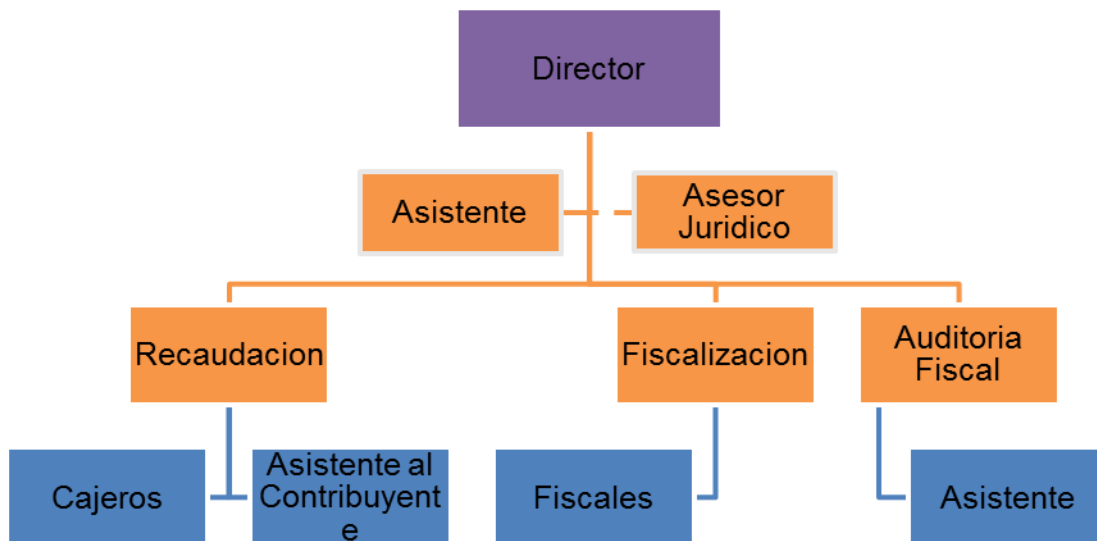 Director
Asistente
Asesor
Juridico
Recaudacion
Fiscalizacion
Auditoria
Fiscal
Cajeros
Asistente al
Contribuyent
e
Fiscales
Asistente